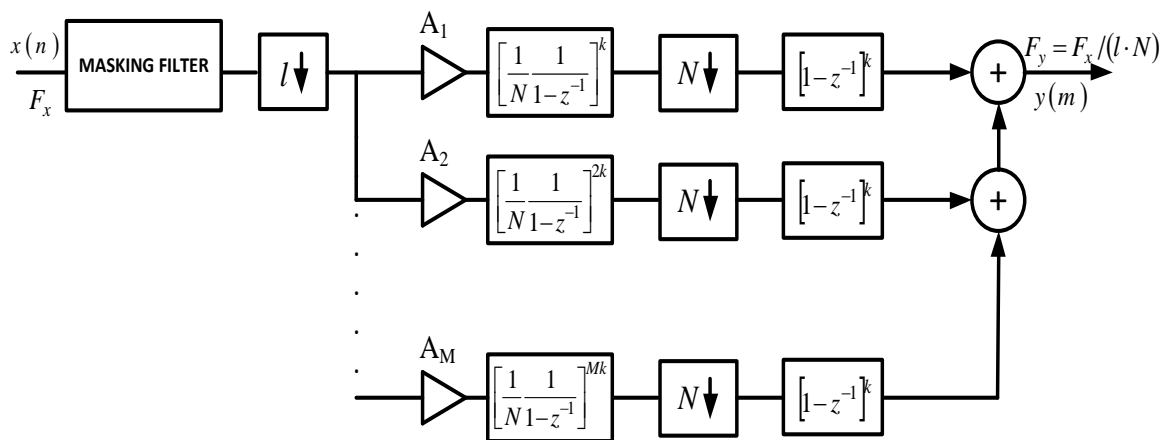 x(n)
F_x
MASKING FILTER
l↓
A_1
[1/N 1/(1-z^{-1})]^k
N↓
[1-z^{-1}]^k
+
F_y = F_x/(l·N)
y(m)
A_2
[1/N 1/(1-z^{-1})]^{2k}
N↓
[1-z^{-1}]^k
+
A_M
[1/N 1/(1-z^{-1})]^{Mk}
N↓
[1-z^{-1}]^k